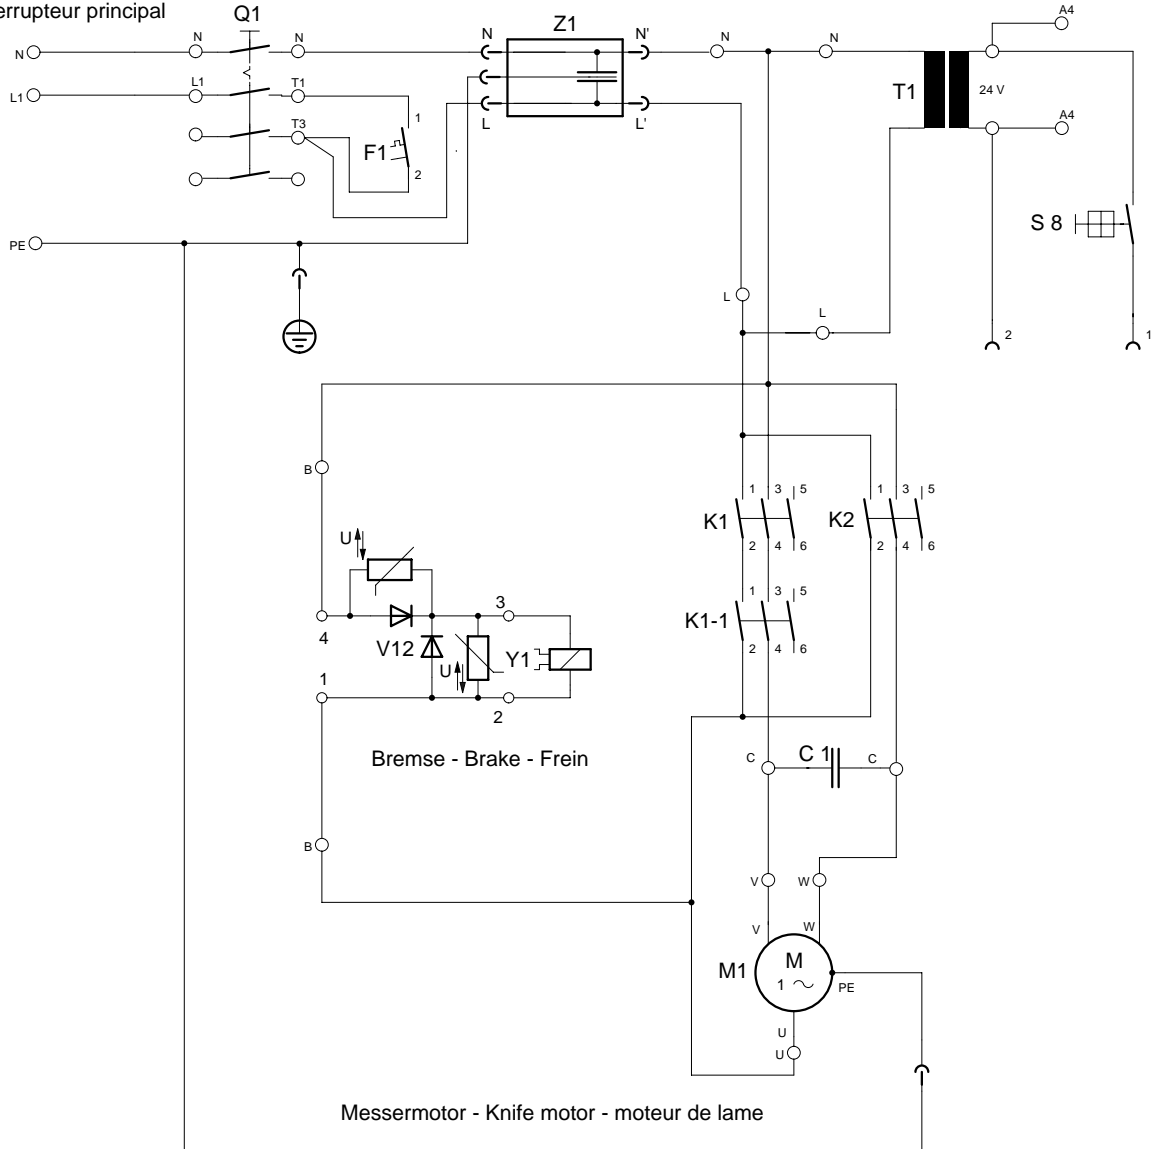 errupteur principal
Q1
Z1
A4
N
N
N
N
N'
N
N
L1
L1
T1
T1
24 V
A4
L
L'
T3
1
F1
2
S 8
PE
L
L
2
1
B
1
3
5
1
3
5
K1
K2
2
4
6
2
4
6
U
1
3
5
K1-1
2
4
6
4
3
V12
U
Y1
1
2
Bremse - Brake - Frein
C
C 1
C
B
V
W
V
W
M1
M
1
PE
U
U
Messermotor - Knife motor - moteur de lame